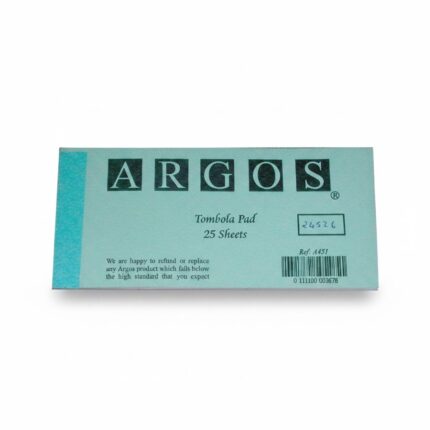 ARGOS®
Tombola Pad
25 Sheets
Ref: A451
We are happy to refund or replace
any Argos product which falls below
the high standard that you expect